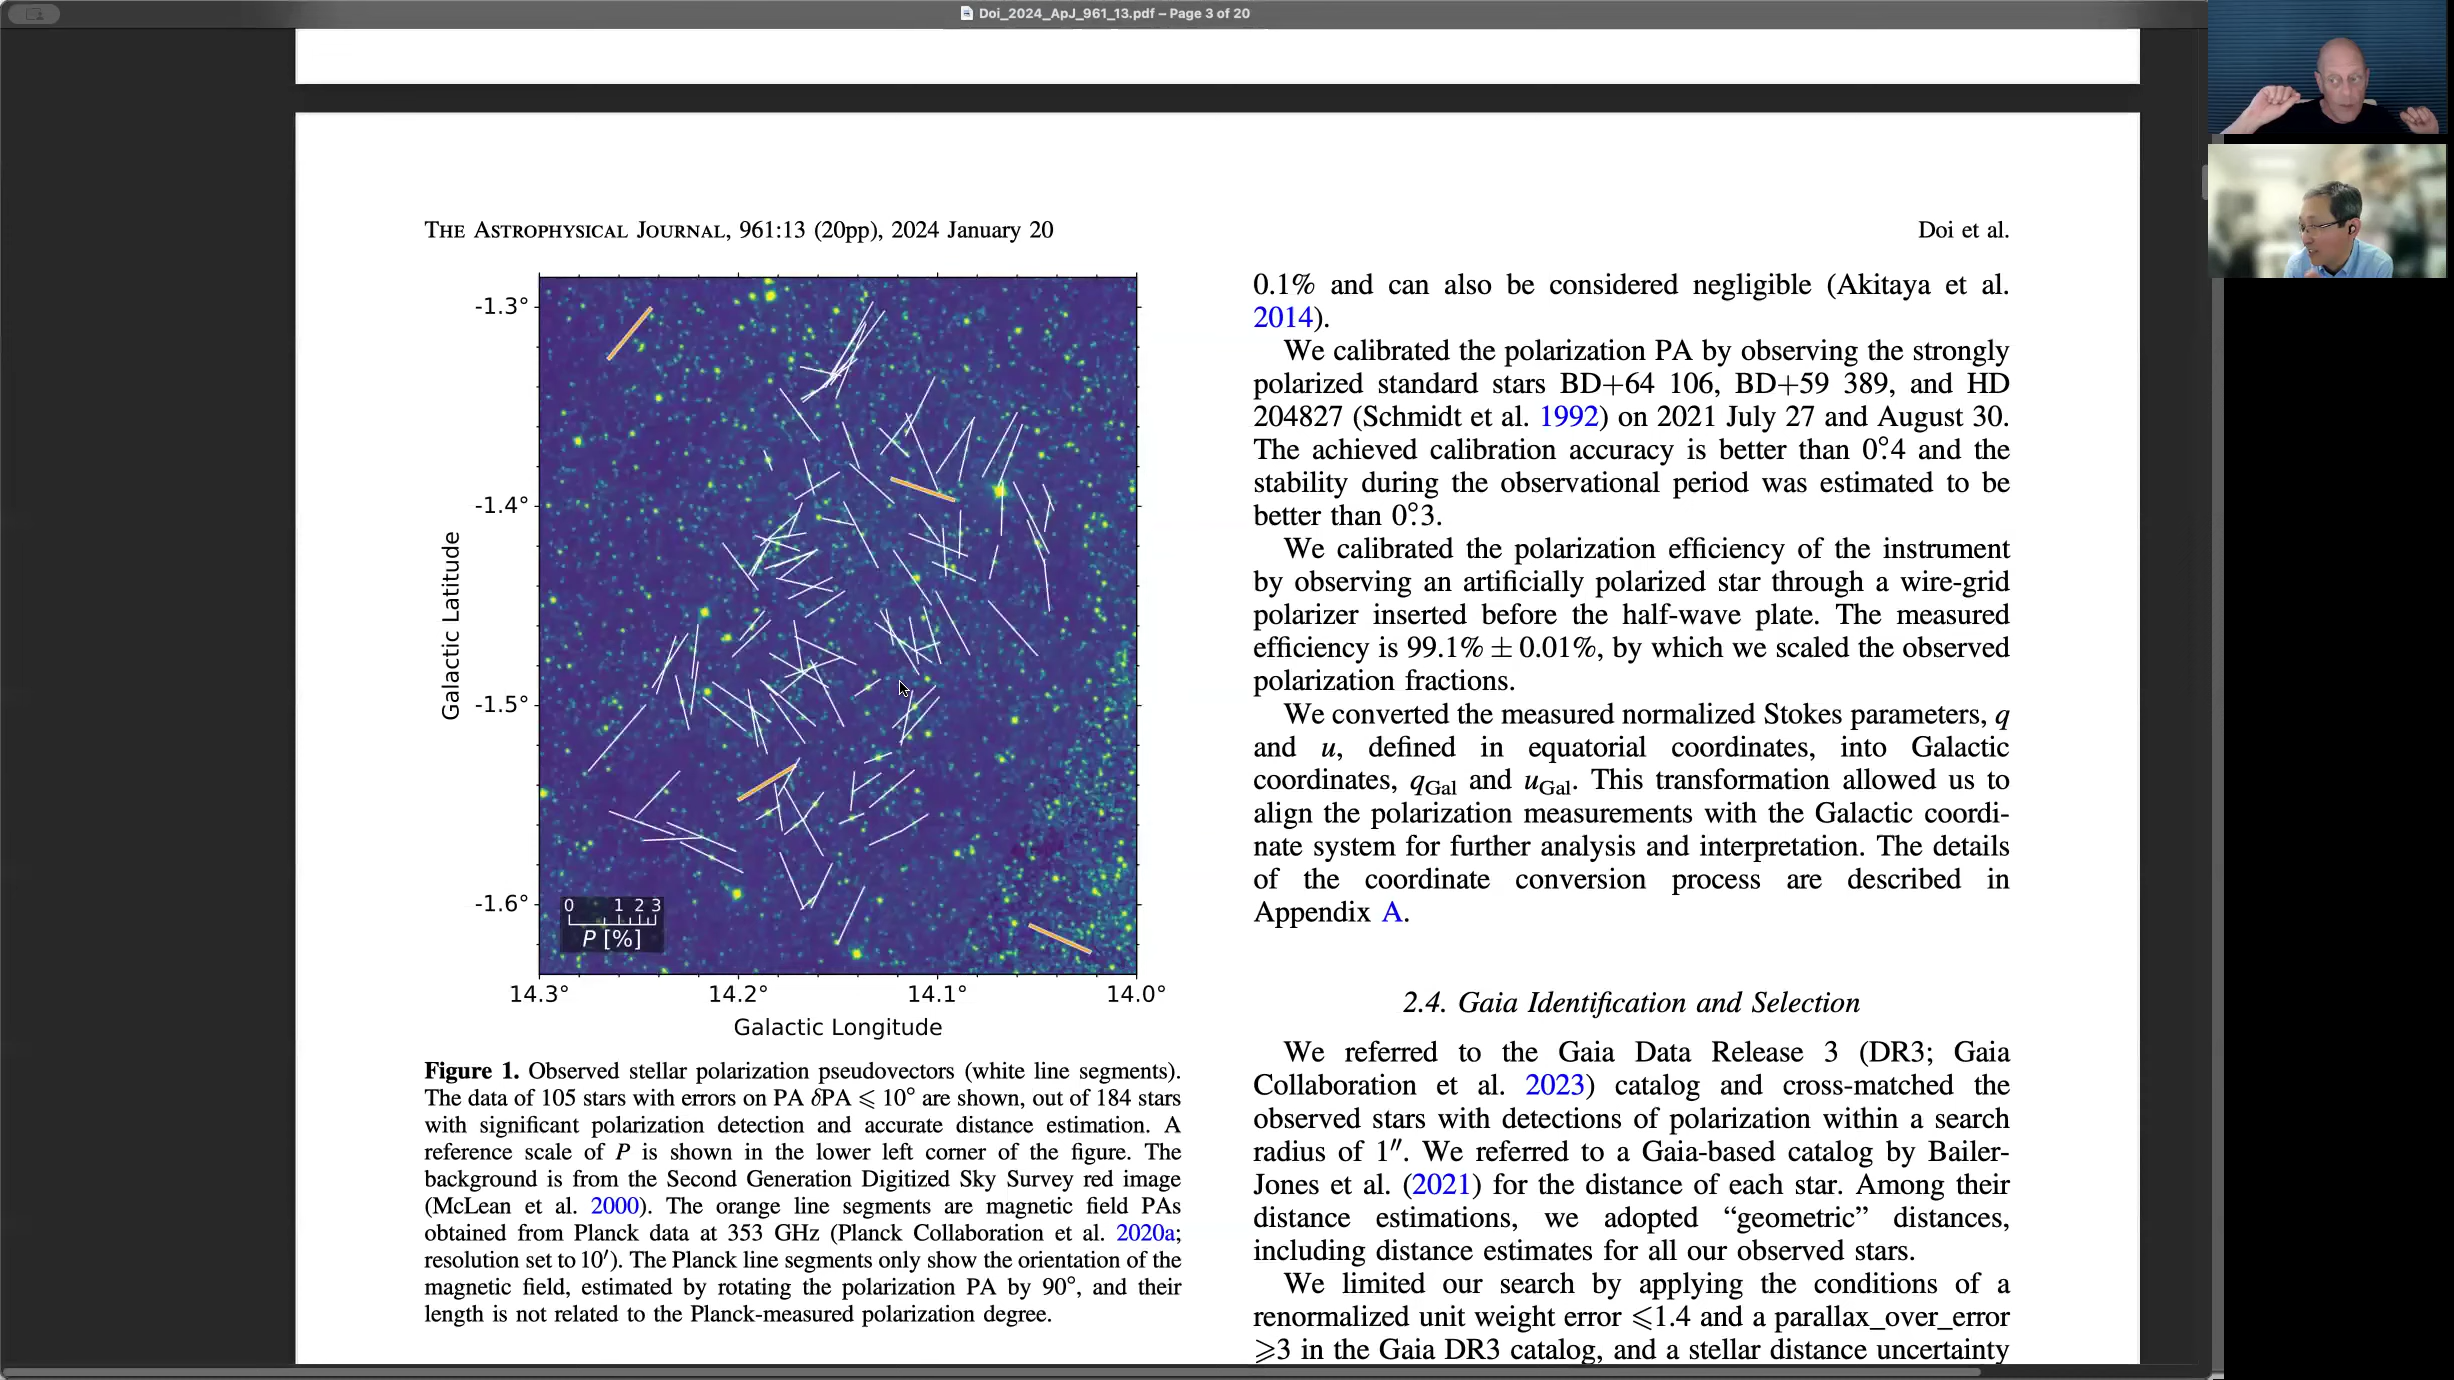 Doi_2024_ApJ_961_13.pdf – Page 3 of 20
THE ASTROPHYSICAL JOURNAL, 961:13 (20pp), 2024 January 20
Doi et al.
-1.3°
-1.4°
-1.5°
-1.6°
Galactic Latitude
0 1 2 3
P [%]
14.3° 14.2° 14.1° 14.0°
Galactic Longitude
Figure 1. Observed stellar polarization pseudovectors (white line segments).
The data of 105 stars with errors on PA δPA ⩽ 10° are shown, out of 184 stars
with significant polarization detection and accurate distance estimation. A
reference scale of P is shown in the lower left corner of the figure. The
background is from the Second Generation Digitized Sky Survey red image
(McLean et al. 2000). The orange line segments are magnetic field PAs
obtained from Planck data at 353 GHz (Planck Collaboration et al. 2020a;
resolution set to 10′). The Planck line segments only show the orientation of the
magnetic field, estimated by rotating the polarization PA by 90°, and their
length is not related to the Planck-measured polarization degree.
0.1% and can also be considered negligible (Akitaya et al.
2014).
We calibrated the polarization PA by observing the strongly
polarized standard stars BD+64 106, BD+59 389, and HD
204827 (Schmidt et al. 1992) on 2021 July 27 and August 30.
The achieved calibration accuracy is better than 0°.4 and the
stability during the observational period was estimated to be
better than 0°.3.
We calibrated the polarization efficiency of the instrument
by observing an artificially polarized star through a wire-grid
polarizer inserted before the half-wave plate. The measured
efficiency is 99.1% ± 0.01%, by which we scaled the observed
polarization fractions.
We converted the measured normalized Stokes parameters, q
and u, defined in equatorial coordinates, into Galactic
coordinates, qGal and uGal. This transformation allowed us to
align the polarization measurements with the Galactic coordi-
nate system for further analysis and interpretation. The details
of the coordinate conversion process are described in
Appendix A.
2.4. Gaia Identification and Selection
We referred to the Gaia Data Release 3 (DR3; Gaia
Collaboration et al. 2023) catalog and cross-matched the
observed stars with detections of polarization within a search
radius of 1″. We referred to a Gaia-based catalog by Bailer-
Jones et al. (2021) for the distance of each star. Among their
distance estimations, we adopted “geometric” distances,
including distance estimates for all our observed stars.
We limited our search by applying the conditions of a
renormalized unit weight error ⩽1.4 and a parallax_over_error
⩾3 in the Gaia DR3 catalog, and a stellar distance uncertainty